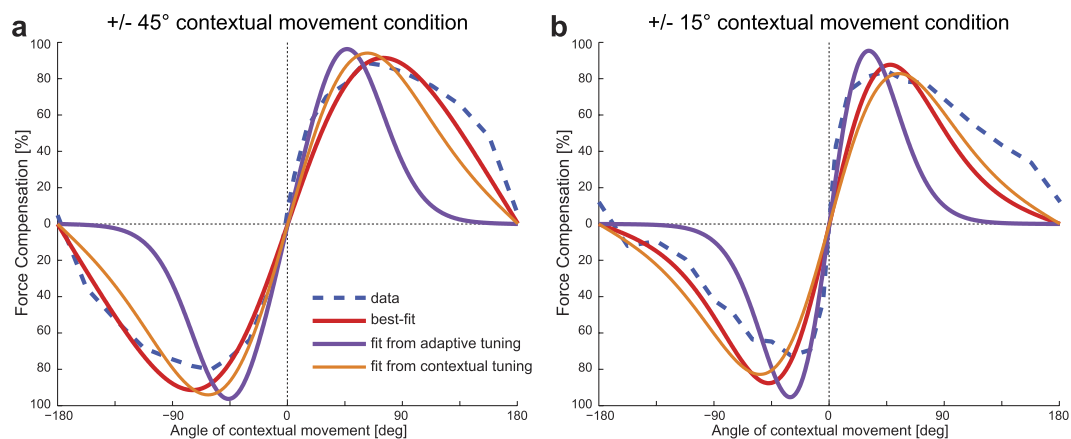 a
+/- 45° contextual movement condition
100
80
60
40
20
0
20
40
60
80
100
Force Compensation [%]
−180
−90
0
90
180
Angle of contextual movement [deg]
data
best-fit
fit from adaptive tuning
fit from contextual tuning
b
+/- 15° contextual movement condition
100
80
60
40
20
0
20
40
60
80
100
Force Compensation [%]
−180
−90
0
90
180
Angle of contextual movement [deg]